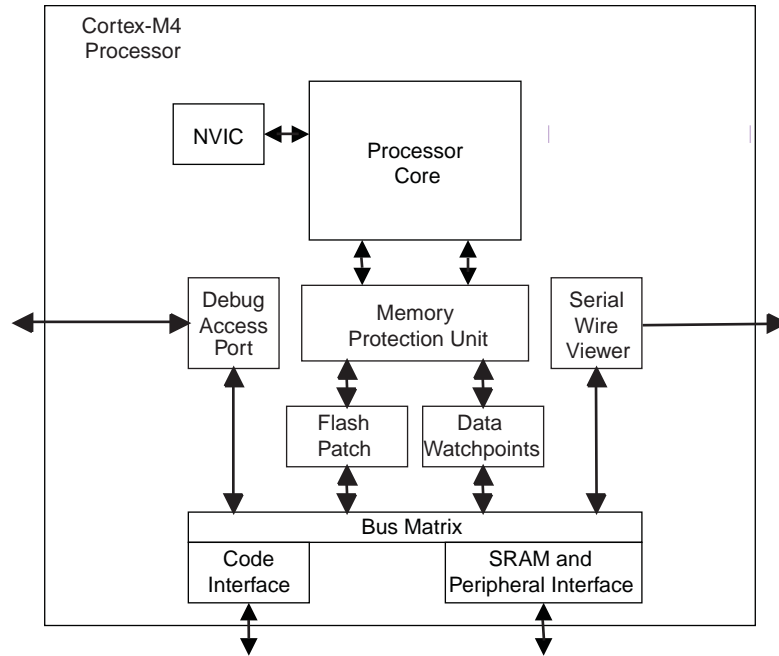 Cortex-M4
Processor
NVIC
Processor
Core
Debug
Access
Port
Memory
Protection Unit
Serial
Wire
Viewer
Flash
Patch
Data
Watchpoints
Bus Matrix
Code
Interface
SRAM and
Peripheral Interface